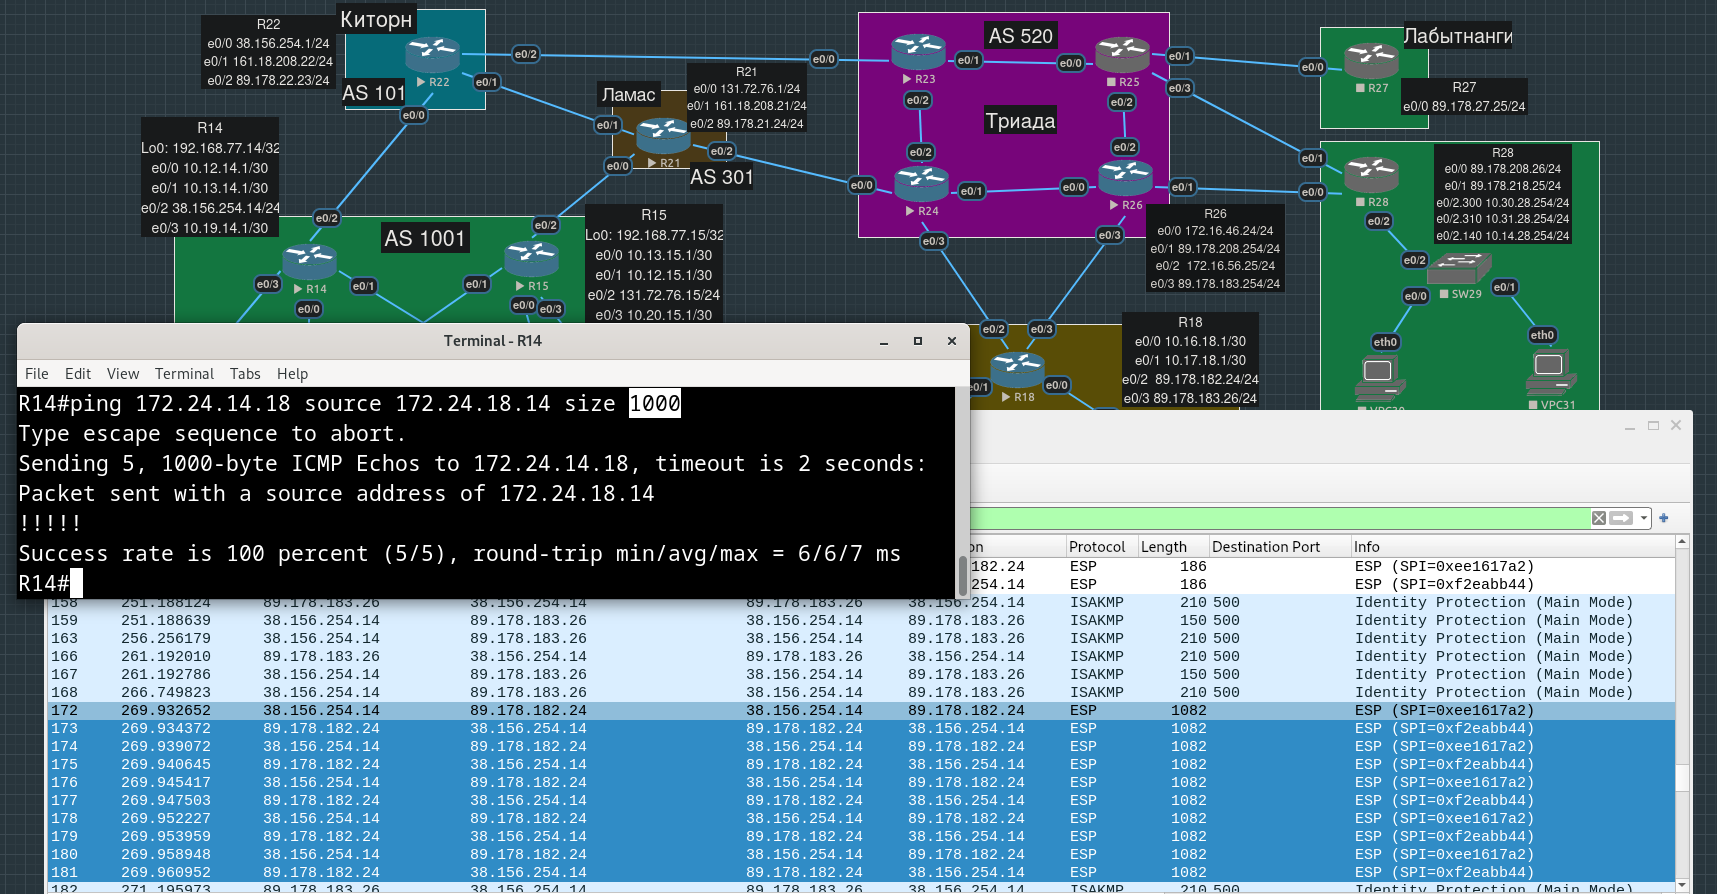 R22
e0/0 38.156.254.1/24
e0/1 161.18.208.22/24
e0/2 89.178.22.23/24
Киторн
R22
AS 101
e0/2
e0/1
e0/0
Ламас
R21
e0/0 131.72.76.1/24
e0/1 161.18.208.21/24
e0/2 89.178.21.24/24
e0/1
R21
e0/2
e0/0
AS 301
AS 520
e0/0
R23
e0/1
e0/0
R25
e0/1
e0/3
e0/2
e0/2
Триада
e0/2
e0/2
e0/0
R24
e0/1
e0/0
R26
e0/1
e0/3
e0/3
Лабытнанги
e0/0
R27
R27
e0/0 89.178.27.25/24
R28
e0/0 89.178.208.26/24
e0/1 89.178.218.25/24
e0/2.300 10.30.28.254/24
e0/2.310 10.31.28.254/24
e0/2.140 10.14.28.254/24
e0/1
e0/0
R28
e0/2
e0/2
SW29
e0/0
e0/1
eth0
eth0
VPC31
R14
Lo0: 192.168.77.14/32
e0/0 10.12.14.1/30
e0/1 10.13.14.1/30
e0/2 38.156.254.14/24
e0/3 10.19.14.1/30
e0/2
AS 1001
e0/2
R14
R15
e0/3
e0/1
e0/0
e0/1
e0/0
e0/3
R15
Lo0: 192.168.77.15/32
e0/0 10.13.15.1/30
e0/1 10.12.15.1/30
e0/2 131.72.76.15/24
e0/3 10.20.15.1/30
R26
e0/0 172.16.46.24/24
e0/1 89.178.208.254/24
e0/2 172.16.56.25/24
e0/3 89.178.183.254/24
e0/2
e0/3
e0/1
e0/0
R18
R18
e0/0 10.16.18.1/30
e0/1 10.17.18.1/30
e0/2 89.178.182.24/24
e0/3 89.178.183.26/24
Terminal - R14
File Edit View Terminal Tabs Help
R14#ping 172.24.14.18 source 172.24.18.14 size 1000
Type escape sequence to abort.
Sending 5, 1000-byte ICMP Echos to 172.24.14.18, timeout is 2 seconds:
Packet sent with a source address of 172.24.18.14
!!!!!
Success rate is 100 percent (5/5), round-trip min/avg/max = 6/6/7 ms
R14#
on Protocol Length Destination Port Info
.182.24 ESP 186 ESP (SPI=0xee1617a2)
254.14 ESP 186 ESP (SPI=0xf2eabb44)
158 251.188124 89.178.183.26 38.156.254.14 89.178.183.26 38.156.254.14 ISAKMP 210 500 Identity Protection (Main Mode)
159 251.188639 38.156.254.14 89.178.183.26 38.156.254.14 89.178.183.26 ISAKMP 150 500 Identity Protection (Main Mode)
163 256.256179 38.156.254.14 89.178.183.26 38.156.254.14 89.178.183.26 ISAKMP 210 500 Identity Protection (Main Mode)
166 261.192010 89.178.183.26 38.156.254.14 89.178.183.26 38.156.254.14 ISAKMP 210 500 Identity Protection (Main Mode)
167 261.192786 38.156.254.14 89.178.183.26 38.156.254.14 89.178.183.26 ISAKMP 150 500 Identity Protection (Main Mode)
168 266.749823 38.156.254.14 89.178.183.26 38.156.254.14 89.178.183.26 ISAKMP 210 500 Identity Protection (Main Mode)
172 269.932652 38.156.254.14 89.178.182.24 38.156.254.14 89.178.182.24 ESP 1082 ESP (SPI=0xee1617a2)
173 269.934372 89.178.182.24 38.156.254.14 89.178.182.24 38.156.254.14 ESP 1082 ESP (SPI=0xf2eabb44)
174 269.939072 38.156.254.14 89.178.182.24 38.156.254.14 89.178.182.24 ESP 1082 ESP (SPI=0xee1617a2)
175 269.940645 89.178.182.24 38.156.254.14 89.178.182.24 38.156.254.14 ESP 1082 ESP (SPI=0xf2eabb44)
176 269.945417 38.156.254.14 89.178.182.24 38.156.254.14 89.178.182.24 ESP 1082 ESP (SPI=0xee1617a2)
177 269.947503 89.178.182.24 38.156.254.14 89.178.182.24 38.156.254.14 ESP 1082 ESP (SPI=0xf2eabb44)
178 269.952227 38.156.254.14 89.178.182.24 38.156.254.14 89.178.182.24 ESP 1082 ESP (SPI=0xee1617a2)
179 269.953959 89.178.182.24 38.156.254.14 89.178.182.24 38.156.254.14 ESP 1082 ESP (SPI=0xf2eabb44)
180 269.958948 38.156.254.14 89.178.182.24 38.156.254.14 89.178.182.24 ESP 1082 ESP (SPI=0xee1617a2)
181 269.960952 89.178.182.24 38.156.254.14 89.178.182.24 38.156.254.14 ESP 1082 ESP (SPI=0xf2eabb44)
182 271.195973 89.178.183.26 38.156.254.14 89.178.183.26 38.156.254.14 ISAKMP 210 500 Identity Protection (Main Mode)